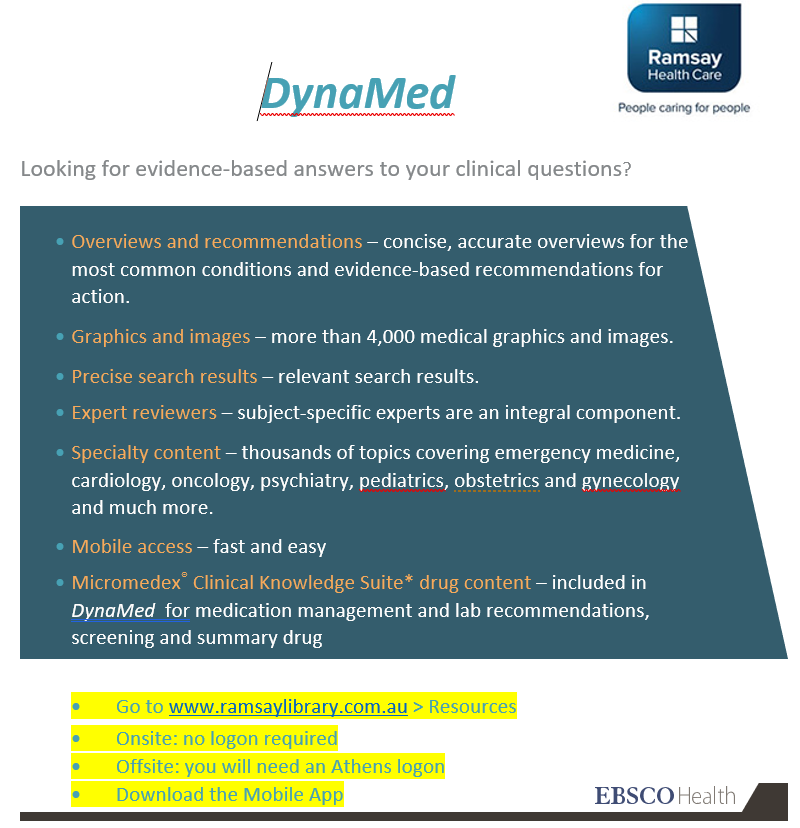 Ramsay
Health Care
People caring for people
DynaMed
Looking for evidence-based answers to your clinical questions?
• Overviews and recommendations – concise, accurate overviews for the
most common conditions and evidence-based recommendations for
action.
• Graphics and images – more than 4,000 medical graphics and images.
• Precise search results – relevant search results.
• Expert reviewers – subject-specific experts are an integral component.
• Specialty content – thousands of topics covering emergency medicine,
cardiology, oncology, psychiatry, pediatrics, obstetrics and gynecology
and much more.
• Mobile access – fast and easy
• Micromedex® Clinical Knowledge Suite* drug content – included in
DynaMed for medication management and lab recommendations,
screening and summary drug
• Go to www.ramsaylibrary.com.au > Resources
• Onsite: no logon required
• Offsite: you will need an Athens logon
• Download the Mobile App
EBSCO Health